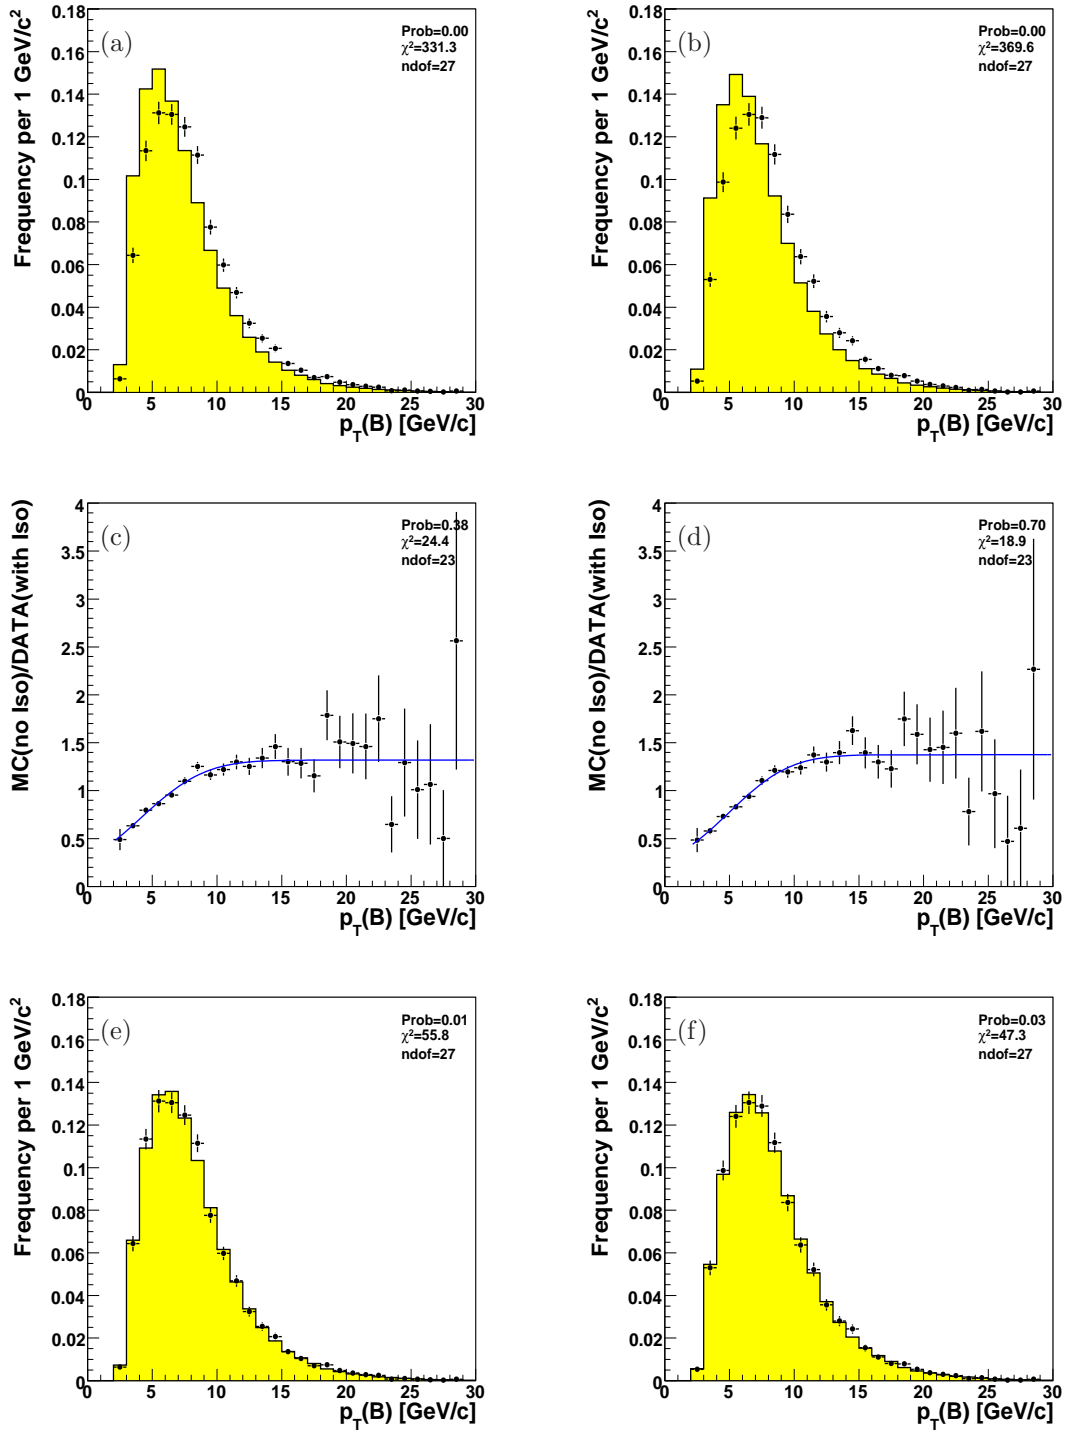 (a)
Prob=0.00
χ²=331.3
ndof=27
Frequency per 1 GeV/c²
0.18
0.16
0.14
0.12
0.1
0.08
0.06
0.04
0.02
0
0 5 10 15 20 25 30
p_T(B) [GeV/c]
(b)
Prob=0.00
χ²=369.6
ndof=27
Frequency per 1 GeV/c²
0.18
0.16
0.14
0.12
0.1
0.08
0.06
0.04
0.02
0
0 5 10 15 20 25 30
p_T(B) [GeV/c]
(c)
Prob=0.38
χ²=24.4
ndof=23
MC(no Iso)/DATA(with Iso)
4
3.5
3
2.5
2
1.5
1
0.5
0
0 5 10 15 20 25 30
p_T(B) [GeV/c]
(d)
Prob=0.70
χ²=18.9
ndof=23
MC(no Iso)/DATA(with Iso)
4
3.5
3
2.5
2
1.5
1
0.5
0
0 5 10 15 20 25 30
p_T(B) [GeV/c]
(e)
Prob=0.01
χ²=55.8
ndof=27
Frequency per 1 GeV/c²
0.18
0.16
0.14
0.12
0.1
0.08
0.06
0.04
0.02
0
0 5 10 15 20 25 30
p_T(B) [GeV/c]
(f)
Prob=0.03
χ²=47.3
ndof=27
Frequency per 1 GeV/c²
0.18
0.16
0.14
0.12
0.1
0.08
0.06
0.04
0.02
0
0 5 10 15 20 25 30
p_T(B) [GeV/c]